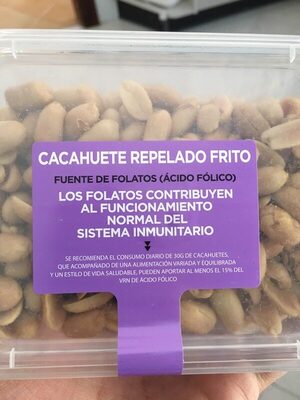 CACAHUETE REPELADO FRITO
FUENTE DE FOLATOS (ÁCIDO FÓLICO)
LOS FOLATOS CONTRIBUYEN
AL FUNCIONAMIENTO
NORMAL DEL
SISTEMA INMUNITARIO
SE RECOMIENDA EL CONSUMO DIARIO DE 30G DE CACAHUETES,
QUE ACOMPAÑADO DE UNA ALIMENTACIÓN VARIADA Y EQUILIBRADA
Y UN ESTILO DE VIDA SALUDABLE, PUEDEN APORTAR AL MENOS EL 15% DEL
VRN DE ÁCIDO FÓLICO